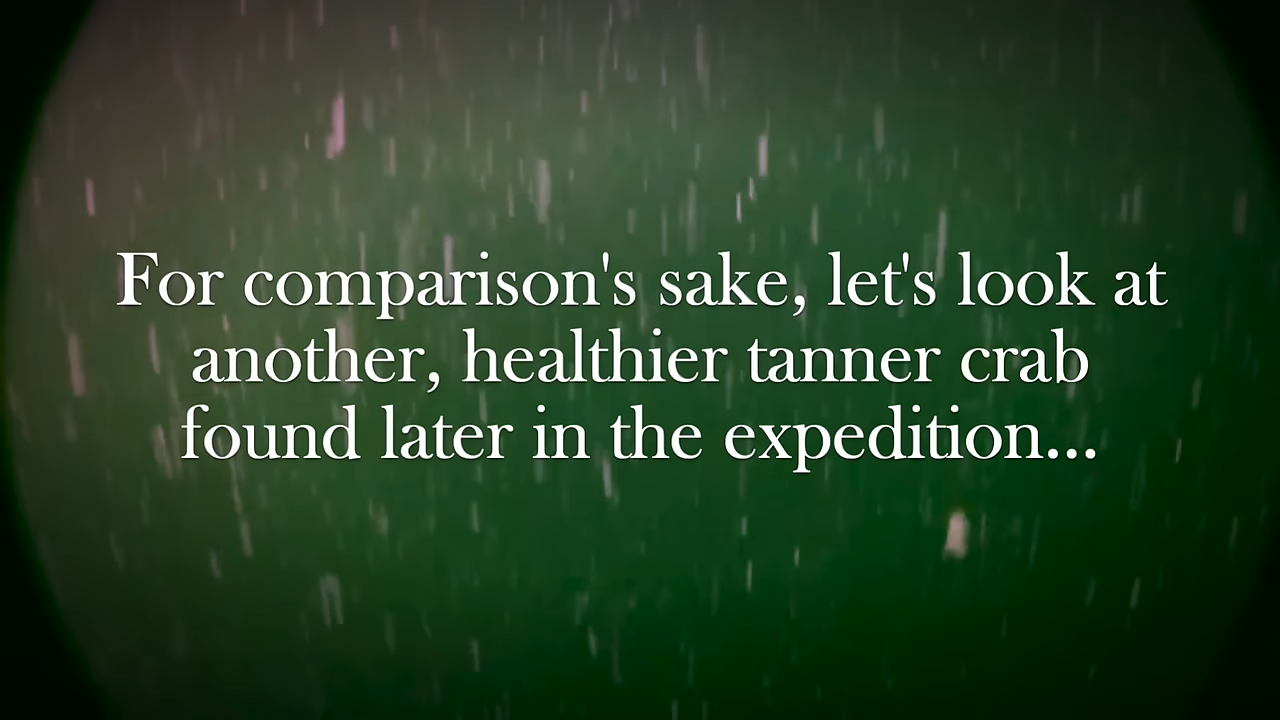 For comparison's sake, let's look at
another, healthier tanner crab
found later in the expedition...